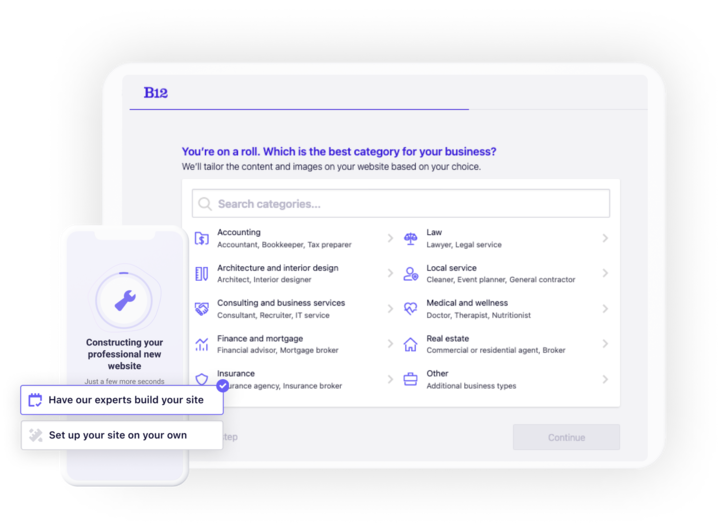 B12
You're on a roll. Which is the best category for your business?
We'll tailor the content and images on your website based on your choice.
Search categories...
Accounting
Accountant, Bookkeeper, Tax preparer
Law
Lawyer, Legal service
Architecture and interior design
Architect, Interior designer
Local service
Cleaner, Event planner, General contractor
Consulting and business services
Consultant, Recruiter, IT service
Medical and wellness
Doctor, Therapist, Nutritionist
Finance and mortgage
Financial advisor, Mortgage broker
Real estate
Commercial or residential agent, Broker
Insurance
agency, Insurance broker
Other
Additional business types
Continue
Constructing your
professional new
website
Just a few more seconds
Have our experts build your site
Set up your site on your own